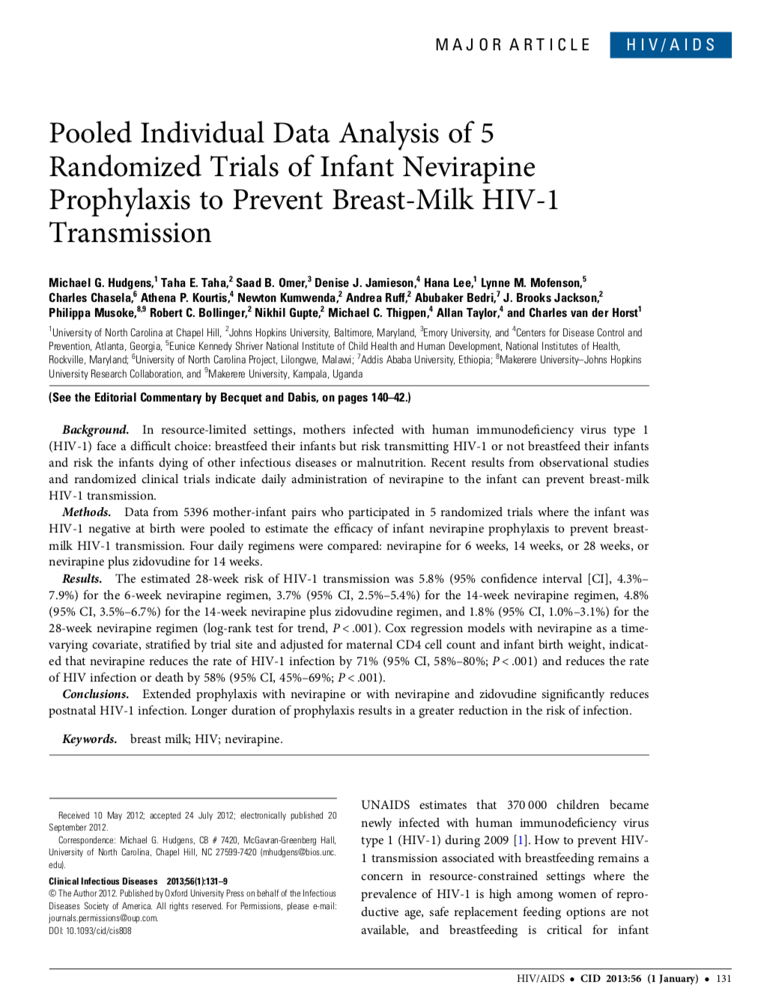 MAJOR ARTICLE HIV/AIDS
Pooled Individual Data Analysis of 5
Randomized Trials of Infant Nevirapine
Prophylaxis to Prevent Breast-Milk HIV-1
Transmission
Michael G. Hudgens,1 Taha E. Taha,2 Saad B. Omer,3 Denise J. Jamieson,4 Hana Lee,1 Lynne M. Mofenson,5
Charles Chasela,6 Athena P. Kourtis,4 Newton Kumwenda,2 Andrea Ruff,2 Abubaker Bedri,7 J. Brooks Jackson,2
Philippa Musoke,8,9 Robert C. Bollinger,2 Nikhil Gupte,2 Michael C. Thigpen,4 Allan Taylor,4 and Charles van der Horst1
1University of North Carolina at Chapel Hill, 2Johns Hopkins University, Baltimore, Maryland, 3Emory University, and 4Centers for Disease Control and
Prevention, Atlanta, Georgia, 5Eunice Kennedy Shriver National Institute of Child Health and Human Development, National Institutes of Health,
Rockville, Maryland; 6University of North Carolina Project, Lilongwe, Malawi; 7Addis Ababa University, Ethiopia; 8Makerere University–Johns Hopkins
University Research Collaboration, and 9Makerere University, Kampala, Uganda
(See the Editorial Commentary by Becquet and Dabis, on pages 140–42.)
Background. In resource-limited settings, mothers infected with human immunodeficiency virus type 1
(HIV-1) face a difficult choice: breastfeed their infants but risk transmitting HIV-1 or not breastfeed their infants
and risk the infants dying of other infectious diseases or malnutrition. Recent results from observational studies
and randomized clinical trials indicate daily administration of nevirapine to the infant can prevent breast-milk
HIV-1 transmission.
Methods. Data from 5396 mother-infant pairs who participated in 5 randomized trials where the infant was
HIV-1 negative at birth were pooled to estimate the efficacy of infant nevirapine prophylaxis to prevent breast-
milk HIV-1 transmission. Four daily regimens were compared: nevirapine for 6 weeks, 14 weeks, or 28 weeks, or
nevirapine plus zidovudine for 14 weeks.
Results. The estimated 28-week risk of HIV-1 transmission was 5.8% (95% confidence interval [CI], 4.3%–
7.9%) for the 6-week nevirapine regimen, 3.7% (95% CI, 2.5%–5.4%) for the 14-week nevirapine regimen, 4.8%
(95% CI, 3.5%–6.7%) for the 14-week nevirapine plus zidovudine regimen, and 1.8% (95% CI, 1.0%–3.1%) for the
28-week nevirapine regimen (log-rank test for trend, P < .001). Cox regression models with nevirapine as a time-
varying covariate, stratified by trial site and adjusted for maternal CD4 cell count and infant birth weight, indicat-
ed that nevirapine reduces the rate of HIV-1 infection by 71% (95% CI, 58%–80%; P < .001) and reduces the rate
of HIV infection or death by 58% (95% CI, 45%–69%; P < .001).
Conclusions. Extended prophylaxis with nevirapine or with nevirapine and zidovudine significantly reduces
postnatal HIV-1 infection. Longer duration of prophylaxis results in a greater reduction in the risk of infection.
Keywords. breast milk; HIV; nevirapine.
Received 10 May 2012; accepted 24 July 2012; electronically published 20
September 2012.
Correspondence: Michael G. Hudgens, CB # 7420, McGavran-Greenberg Hall,
University of North Carolina, Chapel Hill, NC 27599-7420 (mhudgens@bios.unc.
edu).
Clinical Infectious Diseases 2013;56(1):131–9
© The Author 2012. Published by Oxford University Press on behalf of the Infectious
Diseases Society of America. All rights reserved. For Permissions, please e-mail:
journals.permissions@oup.com.
DOI: 10.1093/cid/cis808
UNAIDS estimates that 370 000 children became
newly infected with human immunodeficiency virus
type 1 (HIV-1) during 2009 [1]. How to prevent HIV-
1 transmission associated with breastfeeding remains a
concern in resource-constrained settings where the
prevalence of HIV-1 is high among women of repro-
ductive age, safe replacement feeding options are not
available, and breastfeeding is critical for infant
HIV/AIDS • CID 2013:56 (1 January) • 131